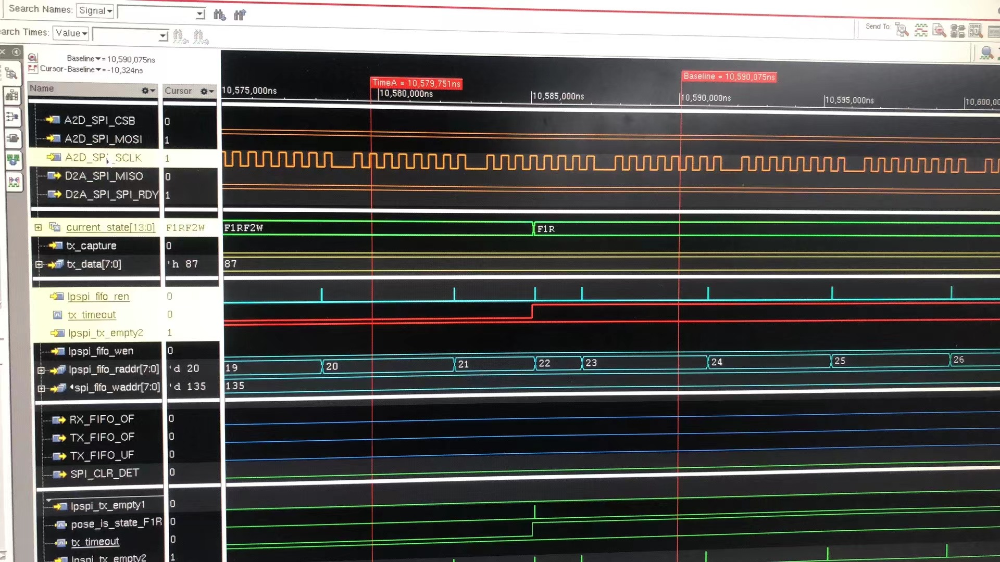 Search Names: Signal
arch Times: Value
Send To:
Baseline = 10,590,075ns
Cursor-Baseline = -10,324ns
Name Cursor
TimeA = 10,579,751ns
Baseline = 10,590,075ns
10,575,000ns 10,580,000ns 10,585,000ns 10,590,000ns 10,595,000ns 10,600,00
A2D_SPI_CSB 0
A2D_SPI_MOSI 1
A2D_SPI_SCLK 1
D2A_SPI_MISO 0
D2A_SPI_SPI_RDY 1
current_state[13:0] F1RF2W F1RF2W F1R
tx_capture 0
tx_data[7:0] 'h 87 87
lpspi_fifo_ren 0
tx_timeout 0
lpspi_tx_empty2 1
lpspi_fifo_wen 0
lpspi_fifo_raddr[7:0] 'd 20 19 20 21 22 23 24 25 26
spi_fifo_waddr[7:0] 'd 135 135
RX_FIFO_OF 0
TX_FIFO_OF 0
TX_FIFO_UF 0
SPI_CLR_DET 0
lpspi_tx_empty1 0
pose_is_state_F1R 0
tx_timeout 0
lpspi_tx_empty2 1